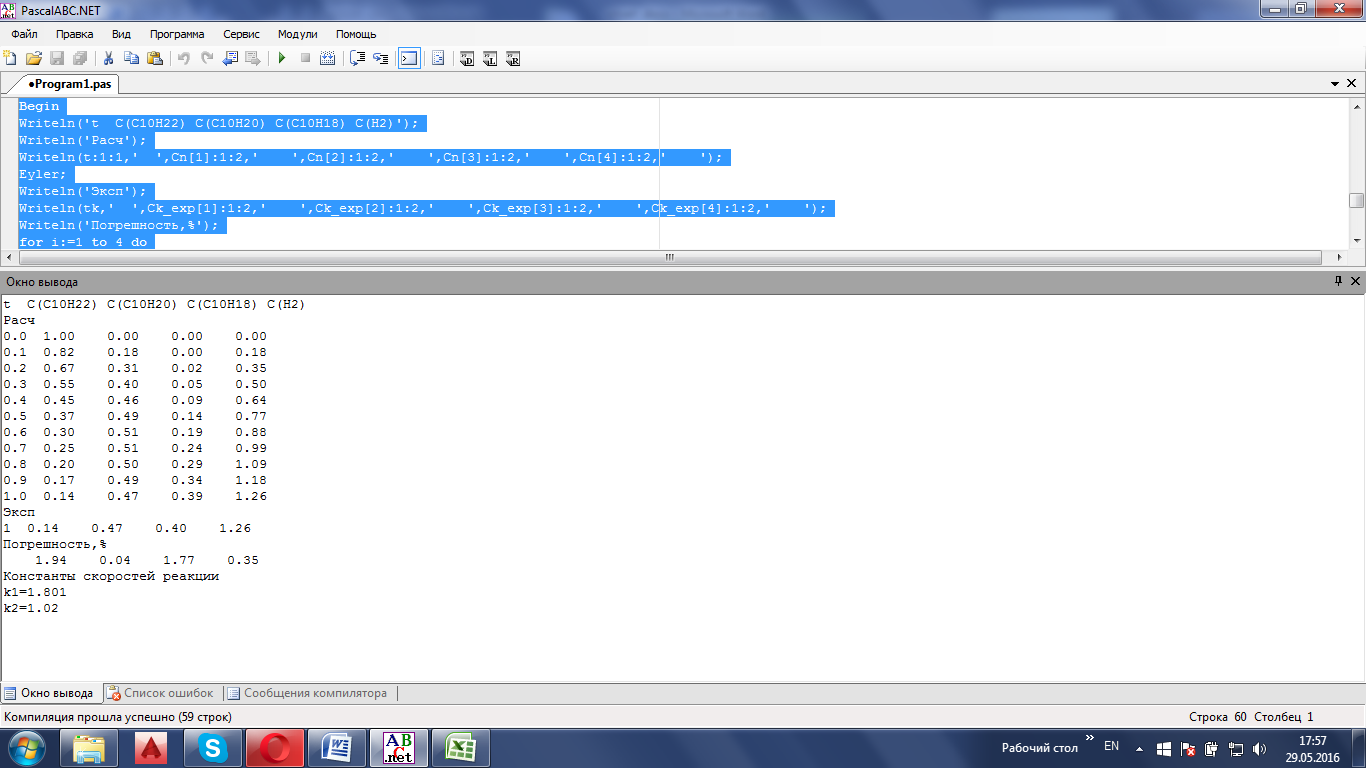 PascalABC.NET
Файл Правка Вид Программа Сервис Модули Помощь
•Program1.pas
Begin
Writeln('t  C(C10H22) C(C10H20) C(C10H18) C(H2)');
Writeln('Расч');
Writeln(t:1:1,'  ',Cn[1]:1:2,'    ',Cn[2]:1:2,'    ',Cn[3]:1:2,'    ',Cn[4]:1:2,'    ');
Eyler;
Writeln('Эксп');
Writeln(tk,'  ',Ck_exp[1]:1:2,'    ',Ck_exp[2]:1:2,'    ',Ck_exp[3]:1:2,'    ',Ck_exp[4]:1:2,'    ');
Writeln('Погрешность,%');
for i:=1 to 4 do
Окно вывода
t  C(C10H22) C(C10H20) C(C10H18) C(H2)
Расч
0.0  1.00    0.00    0.00    0.00
0.1  0.82    0.18    0.00    0.18
0.2  0.67    0.31    0.02    0.35
0.3  0.55    0.40    0.05    0.50
0.4  0.45    0.46    0.09    0.64
0.5  0.37    0.49    0.14    0.77
0.6  0.30    0.51    0.19    0.88
0.7  0.25    0.51    0.24    0.99
0.8  0.20    0.50    0.29    1.09
0.9  0.17    0.49    0.34    1.18
1.0  0.14    0.47    0.39    1.26
Эксп
1  0.14    0.47    0.40    1.26
Погрешность,%
    1.94    0.04    1.77    0.35
Константы скоростей реакции
k1=1.801
k2=1.02
Окно вывода Список ошибок Сообщения компилятора
Компиляция прошла успешно (59 строк) Строка 60 Столбец 1
Рабочий стол » EN 17:57
29.05.2016